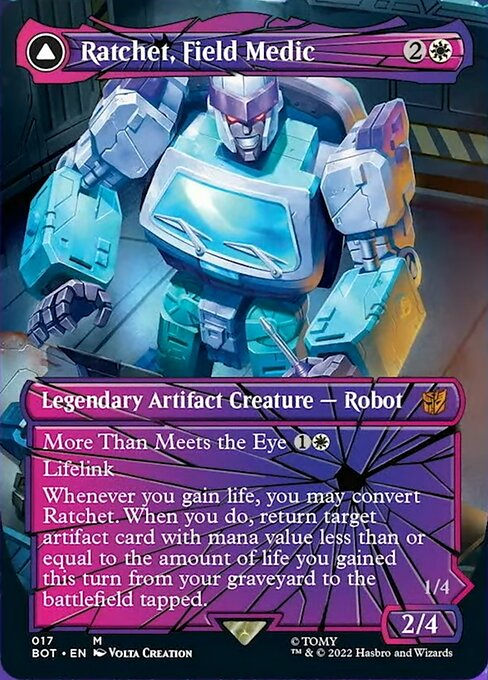 Ratchet, Field Medic 2
Legendary Artifact Creature — Robot
More Than Meets the Eye 1
Lifelink
Whenever you gain life, you may convert
Ratchet. When you do, return target
artifact card with mana value less than or
equal to the amount of life you gained
this turn from your graveyard to the
battlefield tapped.
1/4
2/4
017 M
BOT • EN Volta Creation
© TOMY
™ & © 2022 Hasbro and Wizards